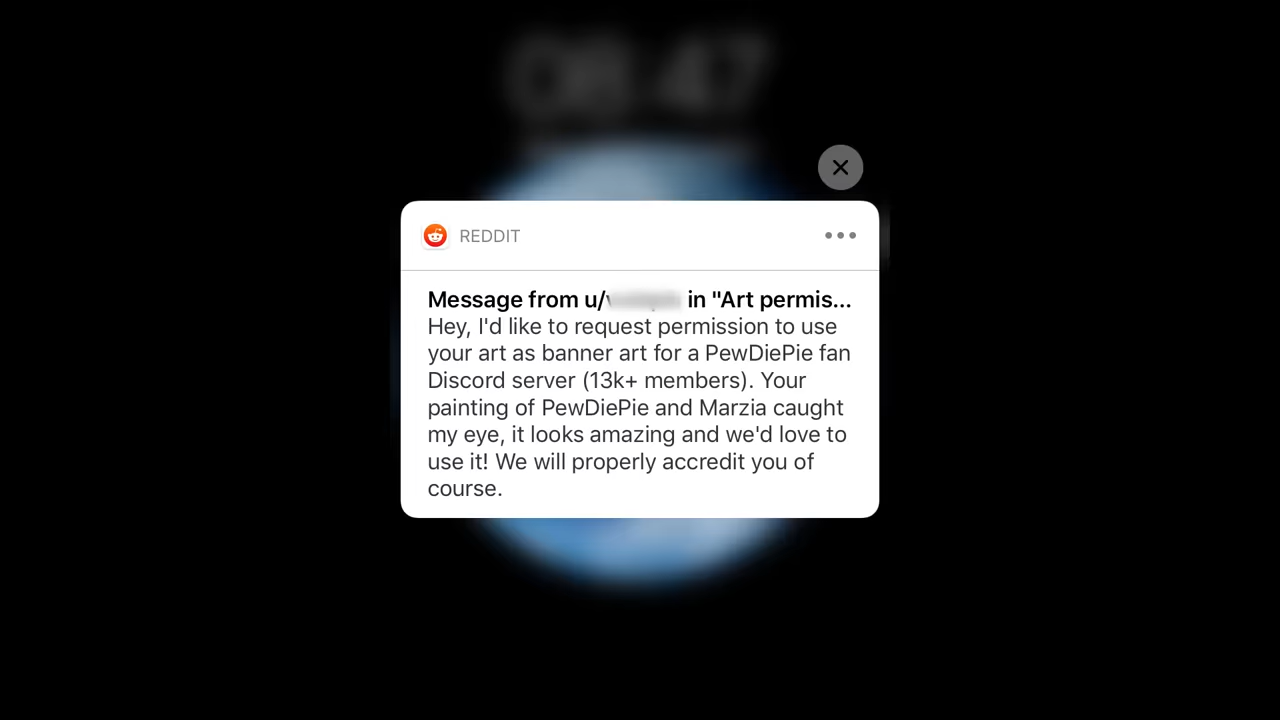 08:47
REDDIT
Message from u/ in "Art permis...
Hey, I'd like to request permission to use
your art as banner art for a PewDiePie fan
Discord server (13k+ members). Your
painting of PewDiePie and Marzia caught
my eye, it looks amazing and we'd love to
use it! We will properly accredit you of
course.